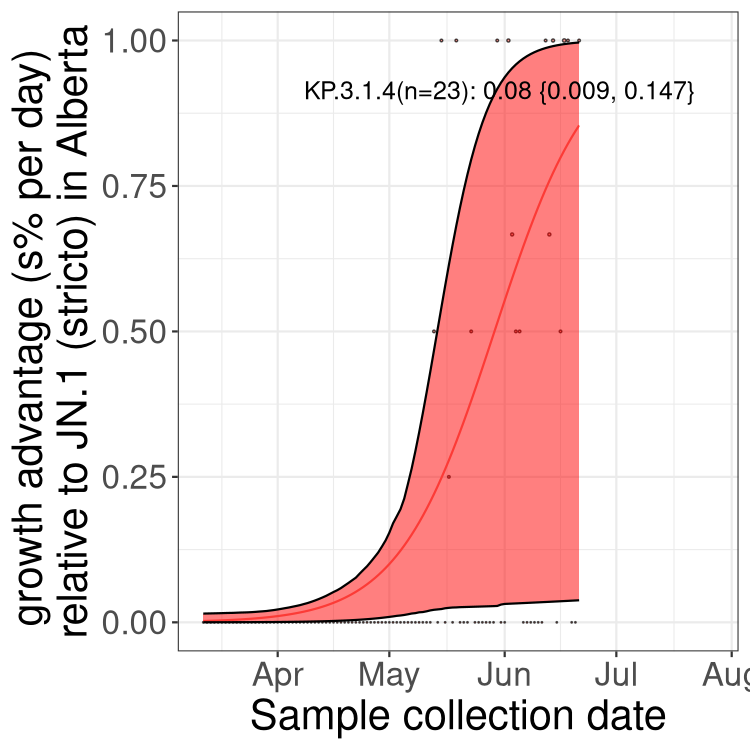 growth advantage (s% per day)
relative to JN.1 (stricto) in Alberta
1.00
KP.3.1.4(n=23): 0.08 {0.009, 0.147}
0.75
0.50
0.25
0.00
Apr May Jun Jul Aug
Sample collection date